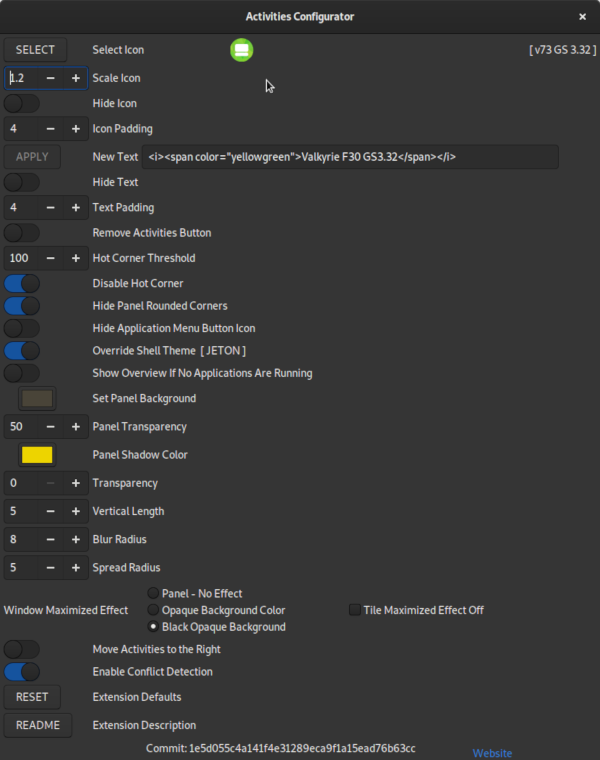 Activities Configurator
SELECT Select Icon [ v73 GS 3.32 ]
1.2 − + Scale Icon
Hide Icon
4 − + Icon Padding
APPLY New Text <i><span color="yellowgreen">Valkyrie F30 GS3.32</span></i>
Hide Text
4 − + Text Padding
Remove Activities Button
100 − + Hot Corner Threshold
Disable Hot Corner
Hide Panel Rounded Corners
Hide Application Menu Button Icon
Override Shell Theme [ JETON ]
Show Overview If No Applications Are Running
Set Panel Background
50 − + Panel Transparency
Panel Shadow Color
0 − + Transparency
5 − + Vertical Length
8 − + Blur Radius
5 − + Spread Radius
Panel - No Effect
Window Maximized Effect Opaque Background Color Tile Maximized Effect Off
Black Opaque Background
Move Activities to the Right
Enable Conflict Detection
RESET Extension Defaults
README Extension Description
Commit: 1e5d055c4a141f4e31289eca9f1a15ead76b63cc
Website